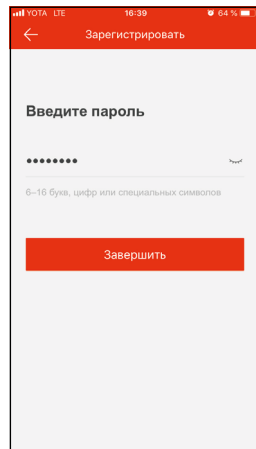 YOTA LTE 16:39 64 %
Зарегистрировать
Введите пароль
••••••••
6–16 букв, цифр или специальных символов
Завершить